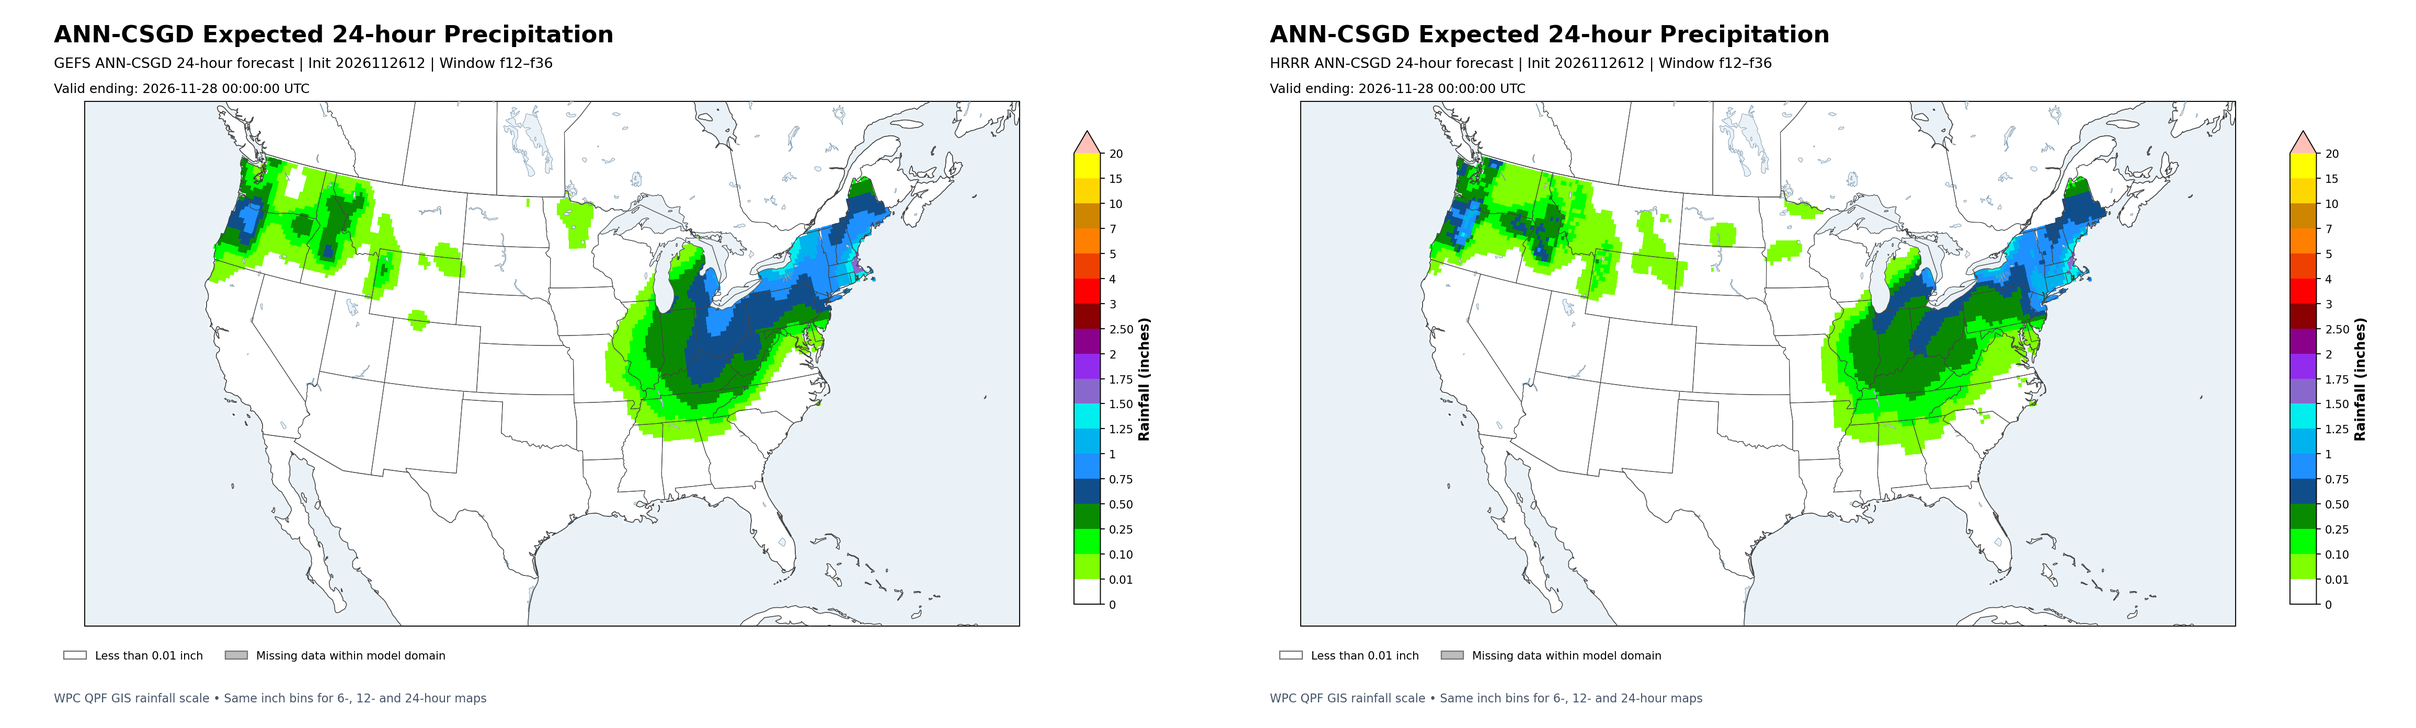 ANN-CSGD Expected 24-hour Precipitation
GEFS ANN-CSGD 24-hour forecast | Init 2026112612 | Window f12–f36
Valid ending: 2026-11-28 00:00:00 UTC
20
15
10
7
5
4
3
2.50
2
1.75
1.50
1.25
1
0.75
0.50
0.25
0.10
0.01
0
Rainfall (inches)
Less than 0.01 inch
Missing data within model domain
WPC QPF GIS rainfall scale • Same inch bins for 6-, 12- and 24-hour maps
ANN-CSGD Expected 24-hour Precipitation
HRRR ANN-CSGD 24-hour forecast | Init 2026112612 | Window f12–f36
Valid ending: 2026-11-28 00:00:00 UTC
20
15
10
7
5
4
3
2.50
2
1.75
1.50
1.25
1
0.75
0.50
0.25
0.10
0.01
0
Rainfall (inches)
Less than 0.01 inch
Missing data within model domain
WPC QPF GIS rainfall scale • Same inch bins for 6-, 12- and 24-hour maps